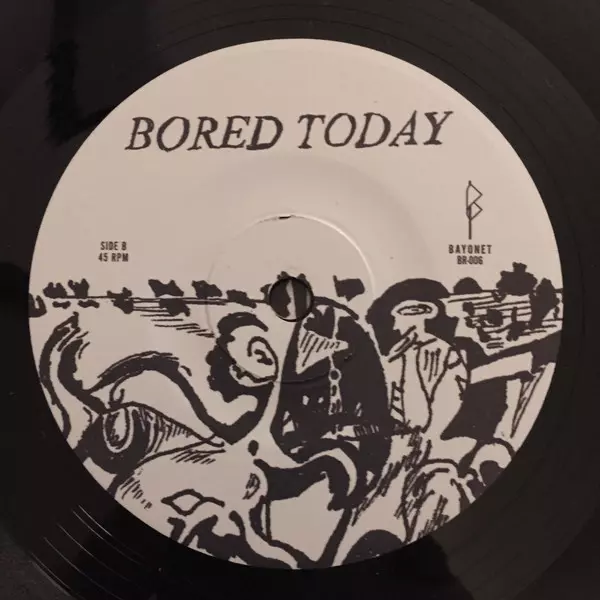 BORED TODAY
SIDE B
45 RPM
BAYONET
BR-006